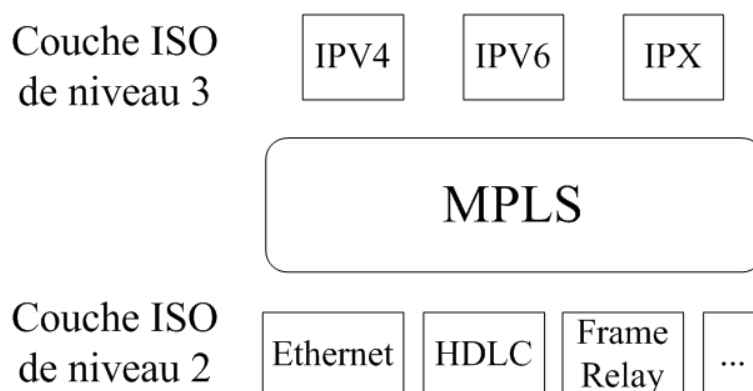 Couche ISO
de niveau 3
IPV4
IPV6
IPX
MPLS
Couche ISO
de niveau 2
Ethernet
HDLC
Frame
Relay
...